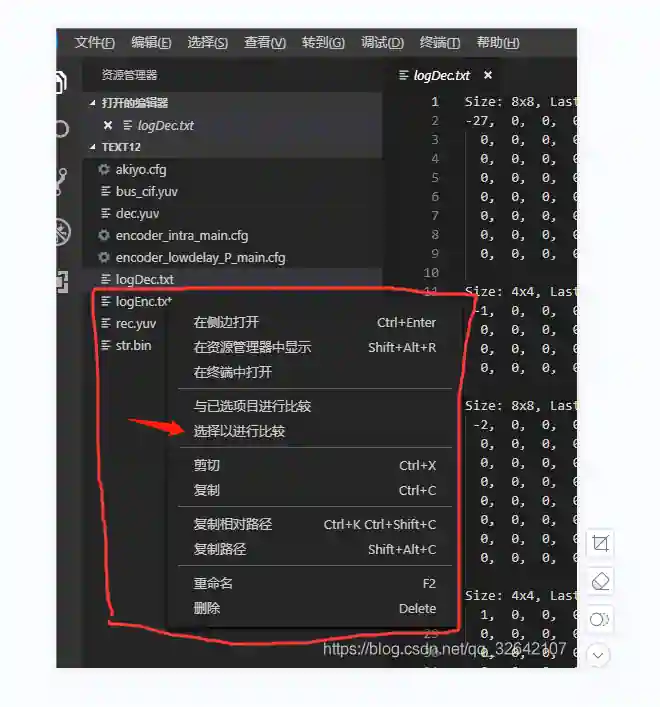 文件(F) 编辑(E) 选择(S) 查看(V) 转到(G) 调试(D) 终端(T) 帮助(H)
资源管理器
打开的编辑器
logDec.txt
TEXT12
akiyo.cfg
bus_cif.yuv
dec.yuv
encoder_intra_main.cfg
encoder_lowdelay_P_main.cfg
logDec.txt
logEnc.txt
rec.yuv
str.bin
在侧边打开 Ctrl+Enter
在资源管理器中显示 Shift+Alt+R
在终端中打开
与已选项目进行比较
选择以进行比较
剪切 Ctrl+X
复制 Ctrl+C
复制相对路径 Ctrl+K Ctrl+Shift+C
复制路径 Shift+Alt+C
重命名 F2
删除 Delete
logDec.txt
1 Size: 8x8, Last
2 -27, 0, 0, 0,
3 0, 0, 0, 0,
4 0, 0, 0, 0,
5 0, 0, 0, 0,
6 0, 0, 0, 0,
7 0, 0, 0, 0,
8 0, 0, 0, 0,
9 0, 0, 0, 0,
10
11 Size: 4x4, Last
-1, 0, 0, 0,
0, 0, 0, 0,
0, 0, 0, 0,
0, 0, 0, 0,
Size: 8x8, Last
-2, 0, 0, 0,
0, 0, 0, 0,
0, 0, 0, 0,
0, 0, 0, 0,
0, 0, 0, 0,
0, 0, 0, 0,
0, 0, 0, 0,
0, 0, 0, 0,
Size: 4x4, Last
1, 0, 0, 0,
29 0, 0, 0, 0,
https://blog.csdn.net/qq_32642107